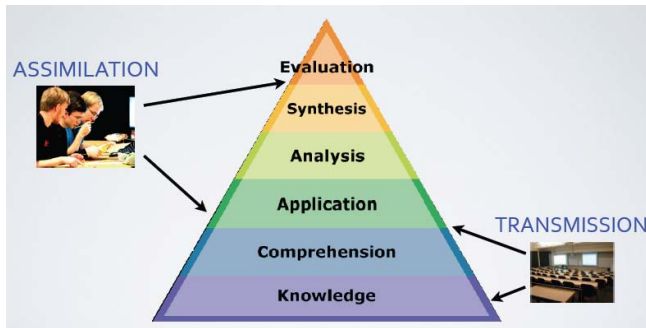 ASSIMILATION
Evaluation
Synthesis
Analysis
Application
TRANSMISSION
Comprehension
Knowledge